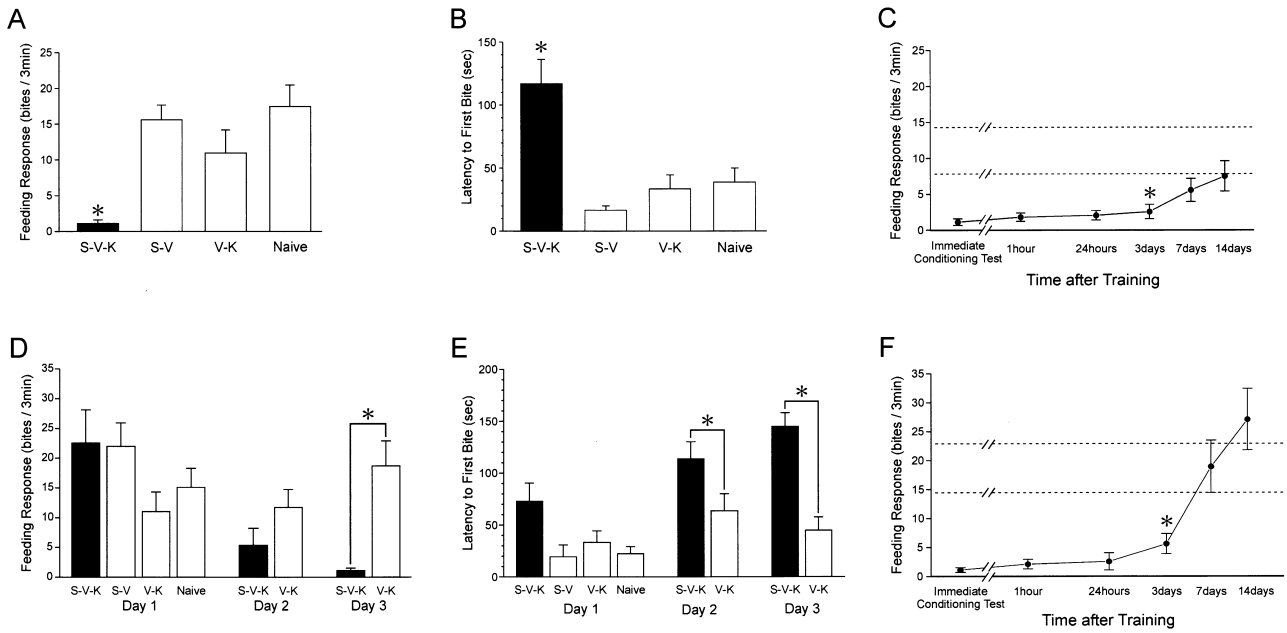 A
Feeding Response (bites / 3min)
25
20
15
10
5
0
*
S-V-K S-V V-K Naive
B
Latency to First Bite (sec)
150
100
50
0
*
S-V-K S-V V-K Naive
C
Feeding Response (bites / 3min)
25
20
15
10
5
0
*
Immediate
Conditioning Test
1hour 24hours 3days 7days 14days
Time after Training
D
Feeding Response (bites / 3min)
35
30
25
20
15
10
5
0
*
S-V-K S-V V-K Naive S-V-K V-K S-V-K V-K
Day 1 Day 2 Day 3
E
Latency to First Bite (sec)
200
150
100
50
0
*
*
S-V-K S-V V-K Naive S-V-K V-K S-V-K V-K
Day 1 Day 2 Day 3
F
Feeding Response (bites / 3min)
35
30
25
20
15
10
5
0
*
Immediate
Conditioning Test
1hour 24hours 3days 7days 14days
Time after Training